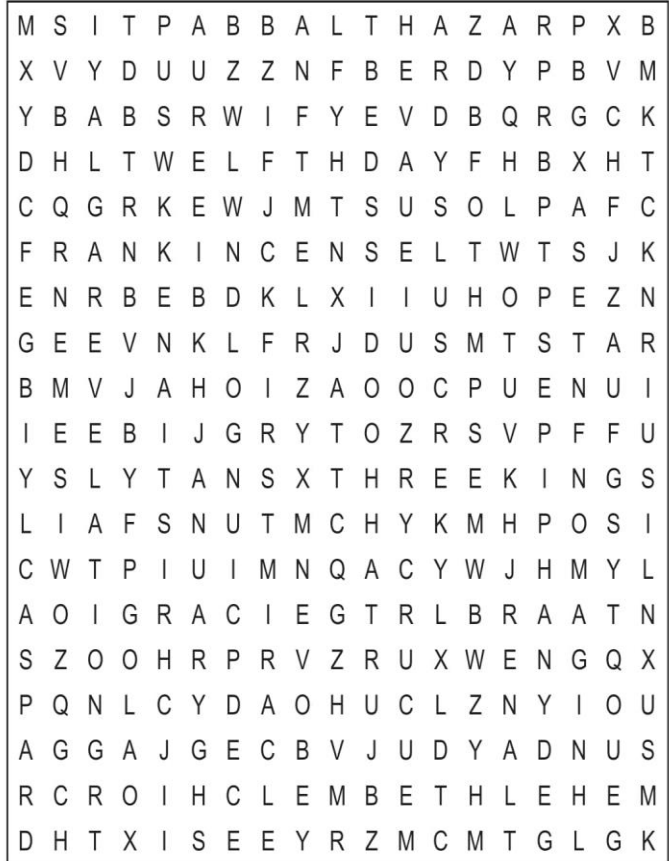 M S I T P A B B A L T H A Z A R P X B
X V Y D U U Z Z N F B E R D Y P B V M
Y B A B S R W I F Y E V D B Q R G C K
D H L T W E L F T H D A Y F H B X H T
C Q G R K E W J M T S U S O L P A F C
F R A N K I N C E N S E L T W T S J K
E N R B E B D K L X I I U H O P E Z N
G E E V N K L F R J D U S M T S T A R
B M V J A H O I Z A O O C P U E N U I
I E E B I J G R Y T O Z R S V P F F U
Y S L Y T A N S X T H R E E K I N G S
L I A F S N U T M C H Y K M H P O S I
C W T P I U I M N Q A C Y W J H M Y L
A O I G R A C I E G T R L B R A A T N
S Z O O H R P R V Z R U X W E N G Q X
P Q N L C Y D A O H U C L Z N Y I O U
A G G A J G E C B V J U D Y A D N U S
R C R O I H C L E M B E T H L E H E M
D H T X I S E E Y R Z M C M T G L G K